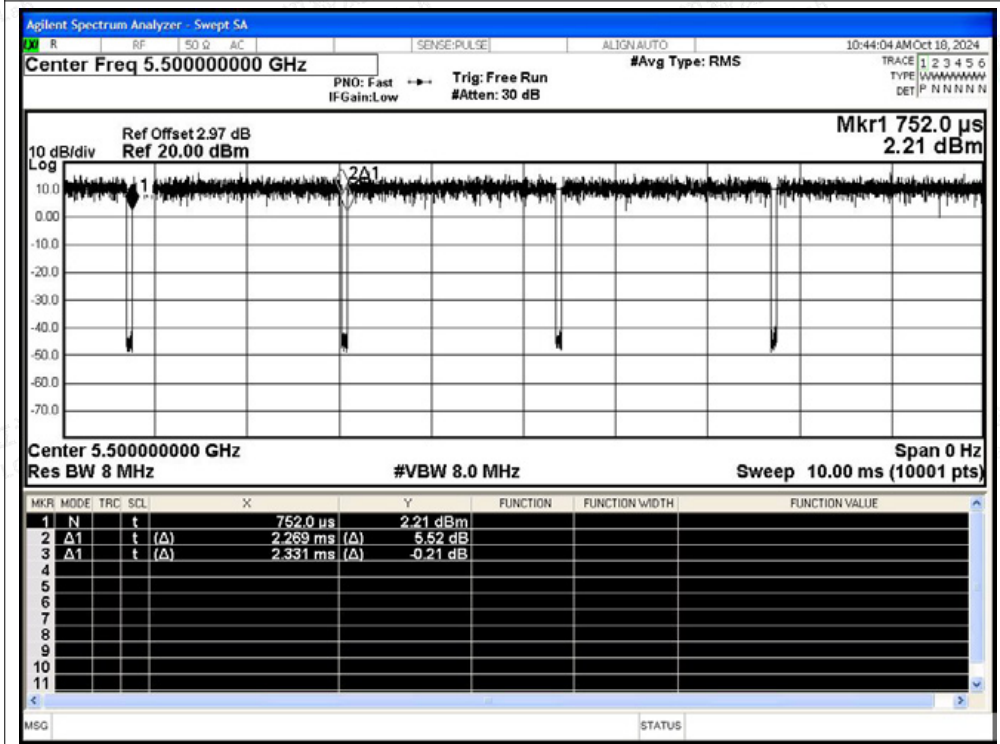 Agilent Spectrum Analyzer - Swept SA
R RF 50 Ω AC SENSE:PULSE ALIGN AUTO 10:44:04 AM Oct 18, 2024
Center Freq 5.500000000 GHz #Avg Type: RMS TRACE 1 2 3 4 5 6
PNO: Fast Trig: Free Run TYPE WWWWWW
IFGain:Low #Atten: 30 dB DET P N N N N N
Mkr1 752.0 µs
Ref Offset 2.97 dB
10 dB/div Ref 20.00 dBm 2.21 dBm
Log
10.0
0.00
-10.0
-20.0
-30.0
-40.0
-50.0
-60.0
-70.0
1
2Δ1
Center 5.500000000 GHz Span 0 Hz
Res BW 8 MHz #VBW 8.0 MHz Sweep 10.00 ms (10001 pts)
MKR MODE TRC SCL X Y FUNCTION FUNCTION WIDTH FUNCTION VALUE
1 N t 752.0 µs 2.21 dBm
2 Δ1 t (Δ) 2.269 ms (Δ) 5.52 dB
3 Δ1 t (Δ) 2.331 ms (Δ) -0.21 dB
4
5
6
7
8
9
10
11
MSG STATUS